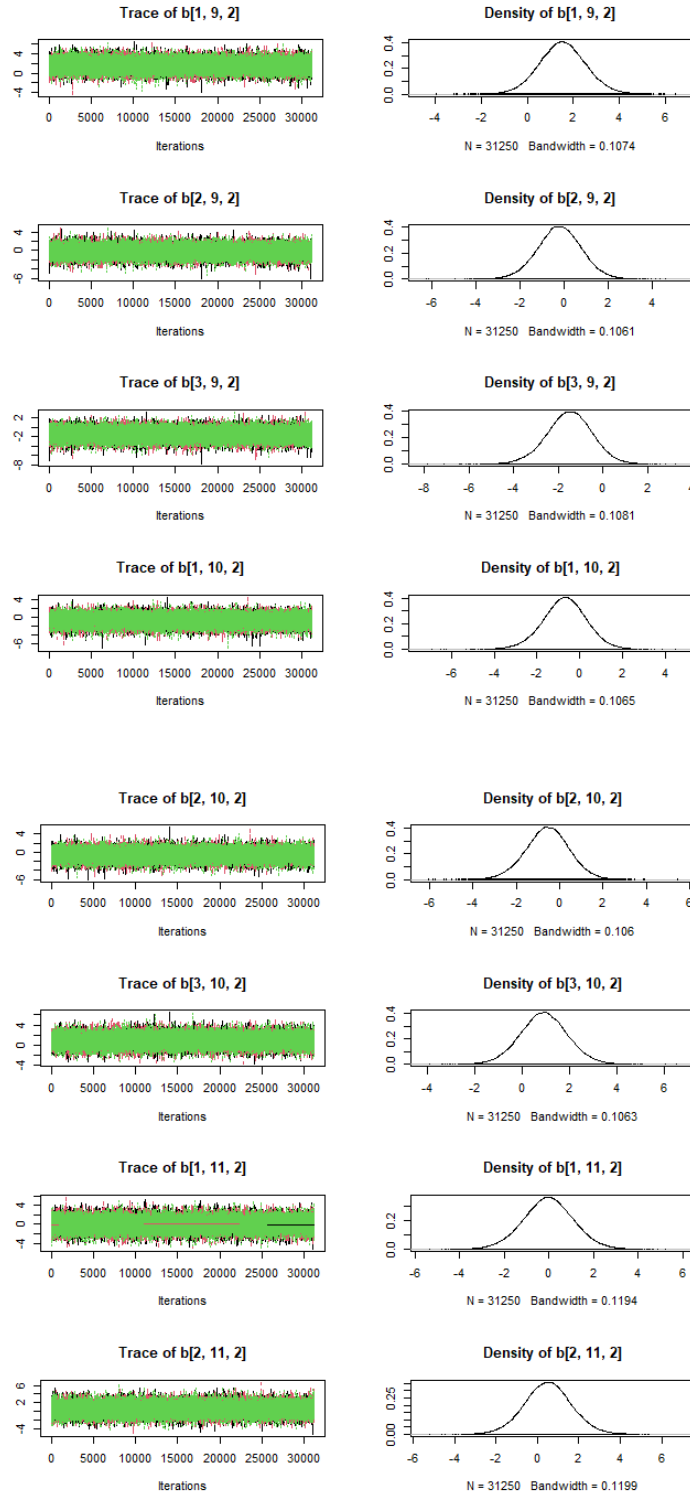 Trace of b[1, 9, 2]
Density of b[1, 9, 2]
-4 0 4
0.0 0.2 0.4
0 5000 10000 15000 20000 25000 30000
-4 -2 0 2 4 6
Iterations
N = 31250 Bandwidth = 0.1074
Trace of b[2, 9, 2]
Density of b[2, 9, 2]
-6 0 4
0.0 0.2 0.4
0 5000 10000 15000 20000 25000 30000
-6 -4 -2 0 2 4
Iterations
N = 31250 Bandwidth = 0.1061
Trace of b[3, 9, 2]
Density of b[3, 9, 2]
-8 -2 2
0.0 0.2 0.4
0 5000 10000 15000 20000 25000 30000
-8 -6 -4 -2 0 2 4
Iterations
N = 31250 Bandwidth = 0.1081
Trace of b[1, 10, 2]
Density of b[1, 10, 2]
-6 0 4
0.0 0.2 0.4
0 5000 10000 15000 20000 25000 30000
-6 -4 -2 0 2 4
Iterations
N = 31250 Bandwidth = 0.1065
Trace of b[2, 10, 2]
Density of b[2, 10, 2]
-6 0 4
0.0 0.2 0.4
0 5000 10000 15000 20000 25000 30000
-6 -4 -2 0 2 4 6
Iterations
N = 31250 Bandwidth = 0.106
Trace of b[3, 10, 2]
Density of b[3, 10, 2]
-4 0 4
0.0 0.2 0.4
0 5000 10000 15000 20000 25000 30000
-4 -2 0 2 4 6
Iterations
N = 31250 Bandwidth = 0.1063
Trace of b[1, 11, 2]
Density of b[1, 11, 2]
-4 0 4
0.0 0.2
0 5000 10000 15000 20000 25000 30000
-6 -4 -2 0 2 4 6
Iterations
N = 31250 Bandwidth = 0.1194
Trace of b[2, 11, 2]
Density of b[2, 11, 2]
-4 2 6
0.00 0.25
0 5000 10000 15000 20000 25000 30000
-6 -4 -2 0 2 4 6
Iterations
N = 31250 Bandwidth = 0.1199